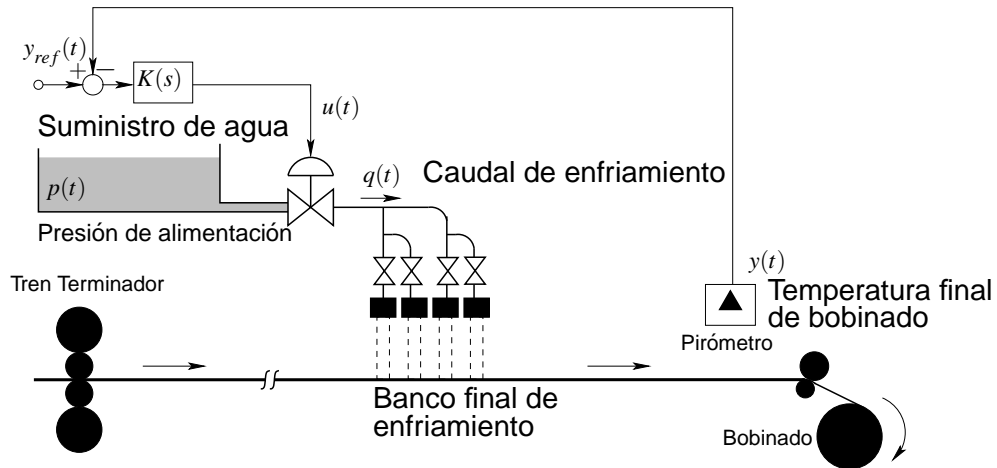 y_ref(t)
+ −
K(s)
u(t)
Suministro de agua
p(t)
q(t)
Caudal de enfriamiento
Presión de alimentación
Tren Terminador
y(t)
Temperatura final
de bobinado
Pirómetro
Banco final de
enfriamiento
Bobinado